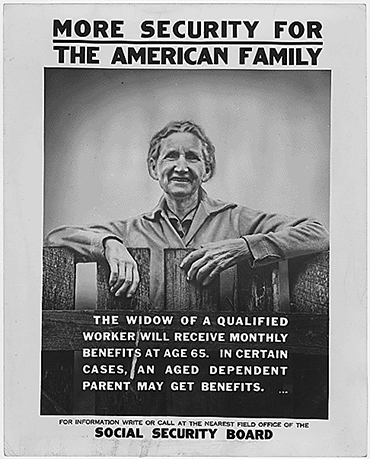 MORE SECURITY FOR
THE AMERICAN FAMILY
THE WIDOW OF A QUALIFIED
WORKER WILL RECEIVE MONTHLY
BENEFITS AT AGE 65. IN CERTAIN
CASES, AN AGED DEPENDENT
PARENT MAY GET BENEFITS. ...
FOR INFORMATION WRITE OR CALL AT THE NEAREST FIELD OFFICE OF THE
SOCIAL SECURITY BOARD